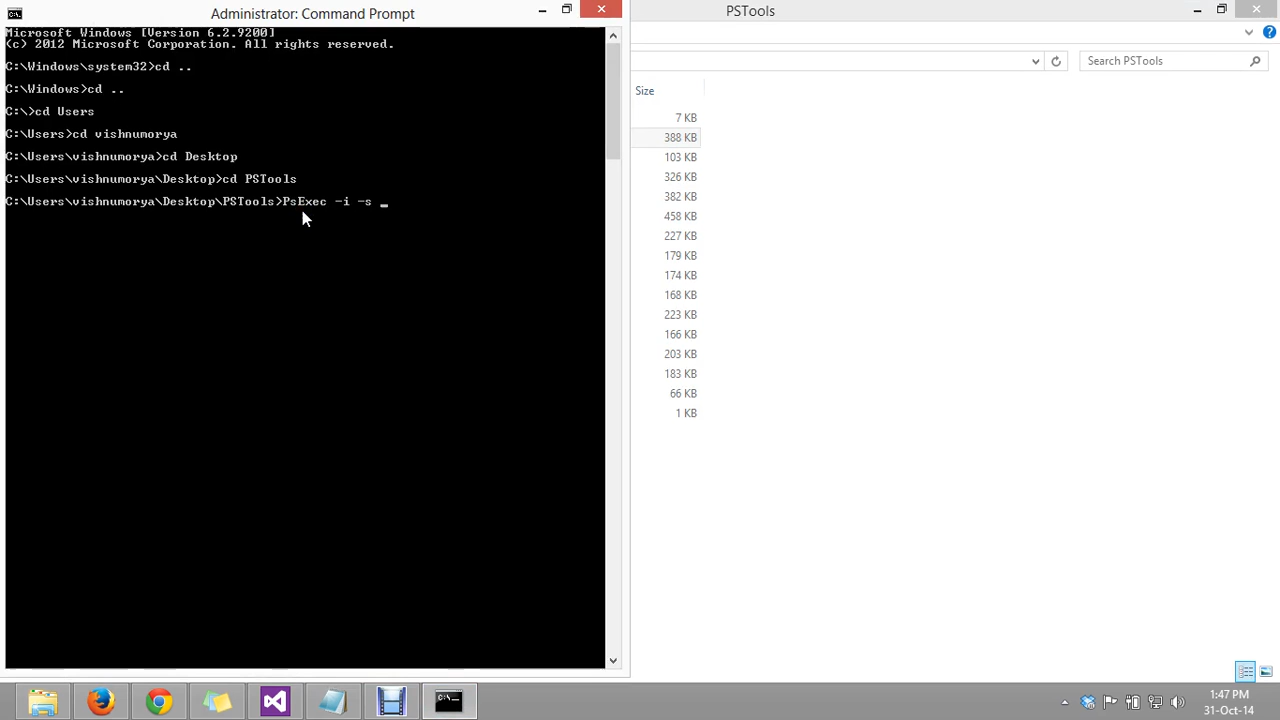 Administrator: Command Prompt
PSTools
Microsoft Windows [Version 6.2.9200]
(c) 2012 Microsoft Corporation. All rights reserved.
C:\Windows\system32>cd ..
C:\Windows>cd ..
C:\>cd Users
C:\Users>cd vishnumorya
C:\Users\vishnumorya>cd Desktop
C:\Users\vishnumorya\Desktop>cd PSTools
C:\Users\vishnumorya\Desktop\PSTools>PsExec -i -s _
Search PSTools
Size
7 KB
388 KB
103 KB
326 KB
382 KB
458 KB
227 KB
179 KB
174 KB
168 KB
223 KB
166 KB
203 KB
183 KB
66 KB
1 KB
1:47 PM
31-Oct-14